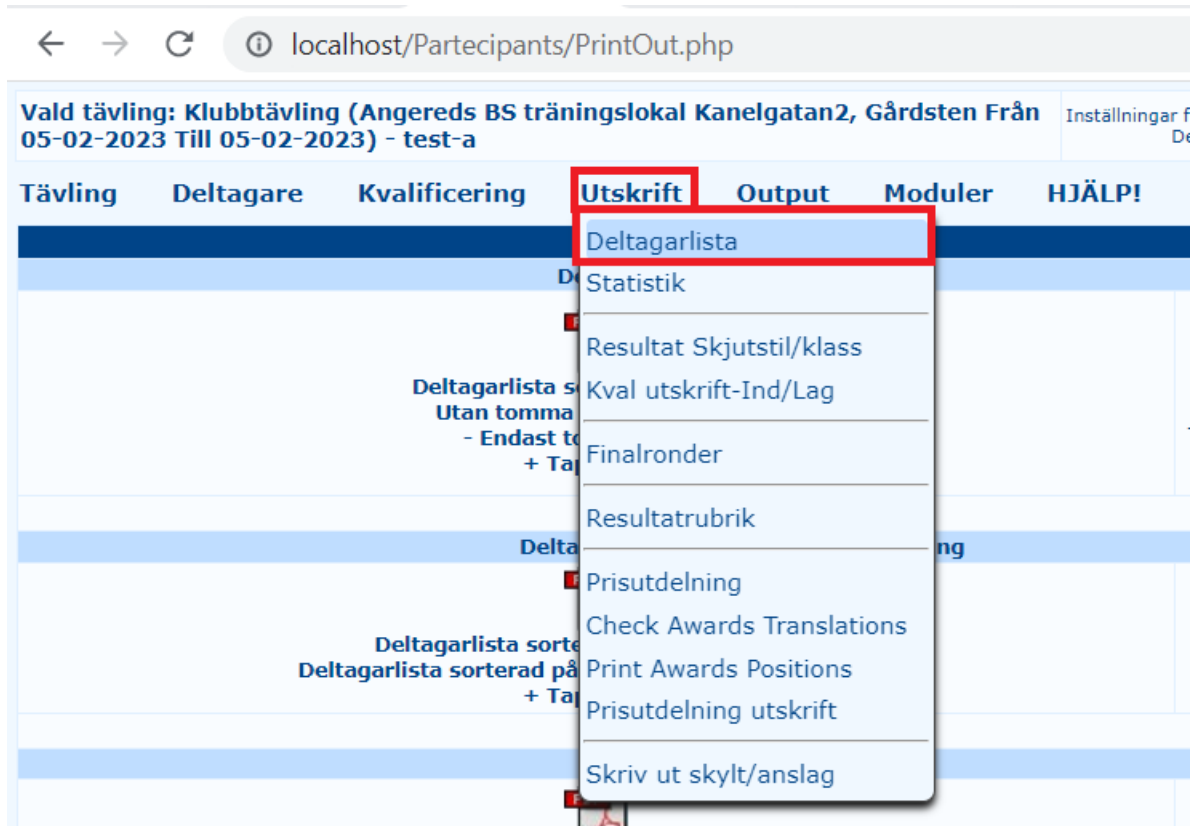 localhost/Partecipants/PrintOut.php
Vald tävling: Klubbtävling (Angereds BS träningslokal Kanelgatan2, Gårdsten Från
05-02-2023 Till 05-02-2023) - test-a
Inställningar
Tävling Deltagare Kvalificering Utskrift Output Moduler HJÄLP!
Deltagarlista
Statistik
Resultat Skjutstil/klass
Kval utskrift-Ind/Lag
Finalronder
Resultatrubrik
Prisutdelning
Check Awards Translations
Print Awards Positions
Prisutdelning utskrift
Skriv ut skylt/anslag
Deltagarlista
Utan tomma
- Endast
+
Delta
ng
Deltagarlista sorte
Deltagarlista sorterad på
+